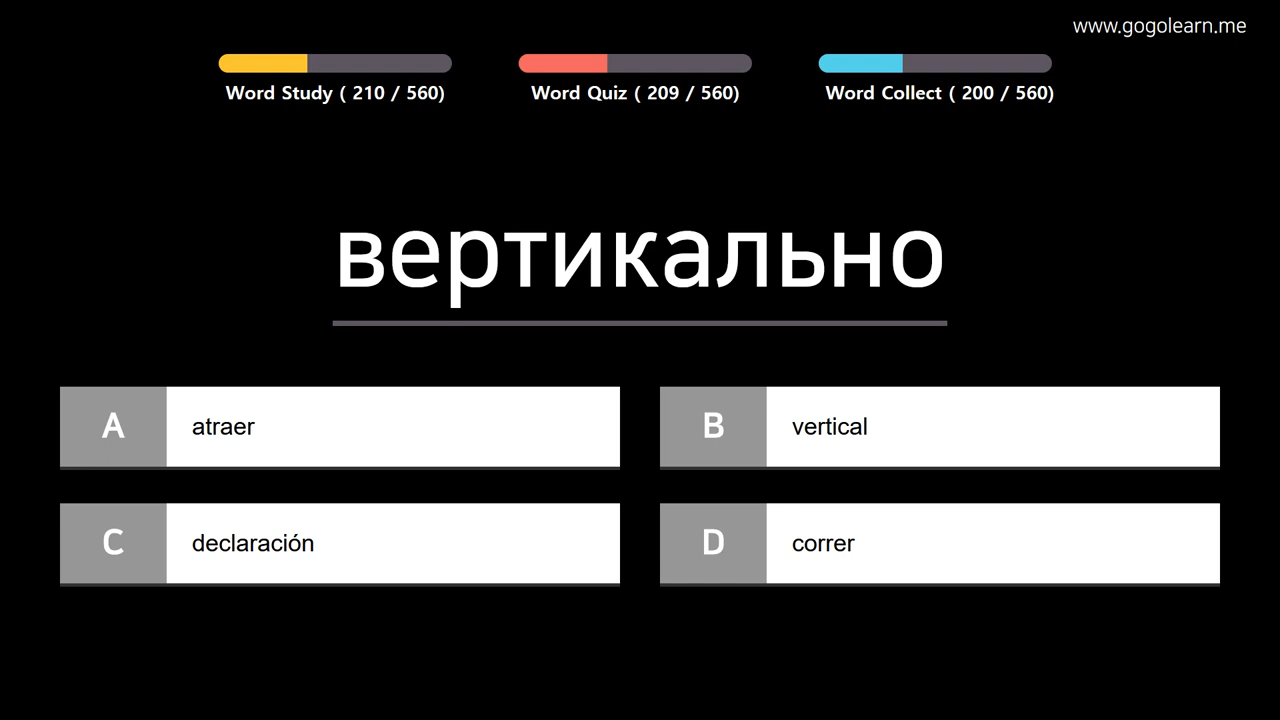 www.gogolearn.me
Word Study ( 210 / 560)
Word Quiz ( 209 / 560)
Word Collect ( 200 / 560)
вертикально
A atraer
B vertical
C declaración
D correr